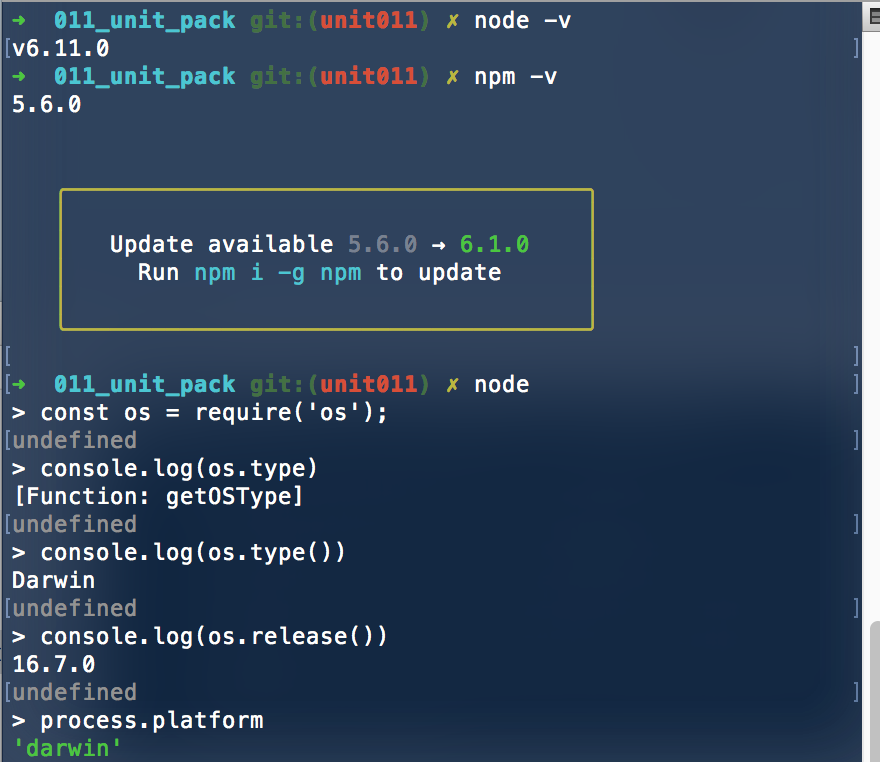 ➜  011_unit_pack git:(unit011) ✗ node -v
[v6.11.0 ]
➜  011_unit_pack git:(unit011) ✗ npm -v
5.6.0
Update available 5.6.0 → 6.1.0
Run npm i -g npm to update
[ ]
[➜  011_unit_pack git:(unit011) ✗ node ]
> const os = require('os');
[undefined ]
> console.log(os.type)
[Function: getOSType]
[undefined ]
> console.log(os.type())
Darwin
[undefined ]
> console.log(os.release())
16.7.0
[undefined ]
> process.platform
'darwin'